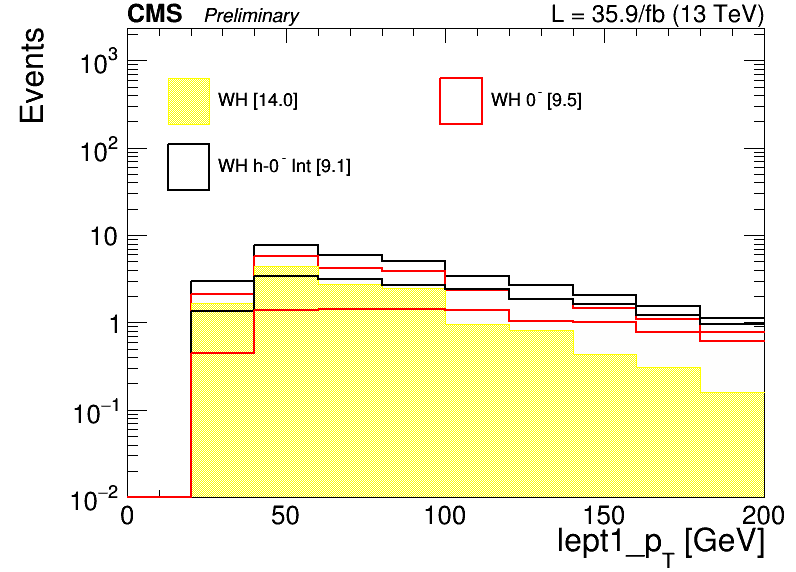 CMS Preliminary L = 35.9/fb (13 TeV)
Events
10³
10²
10
1
10⁻¹
10⁻²
WH [14.0]
WH 0⁻ [9.5]
WH h-0⁻ Int [9.1]
0 50 100 150 200
lept1_p_T [GeV]